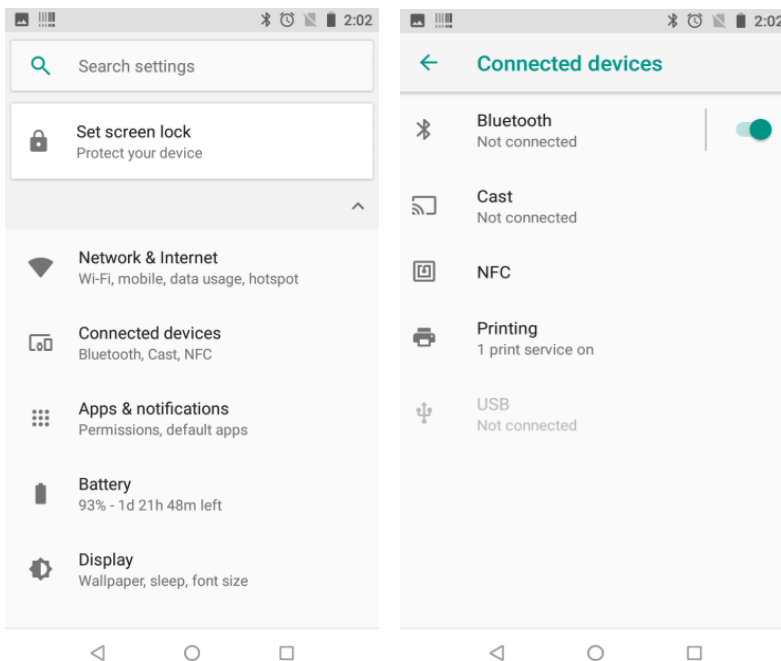 2:02
Search settings
Set screen lock
Protect your device
Network & Internet
Wi-Fi, mobile, data usage, hotspot
Connected devices
Bluetooth, Cast, NFC
Apps & notifications
Permissions, default apps
Battery
93% - 1d 21h 48m left
Display
Wallpaper, sleep, font size
2:02
Connected devices
Bluetooth
Not connected
Cast
Not connected
NFC
Printing
1 print service on
USB
Not connected